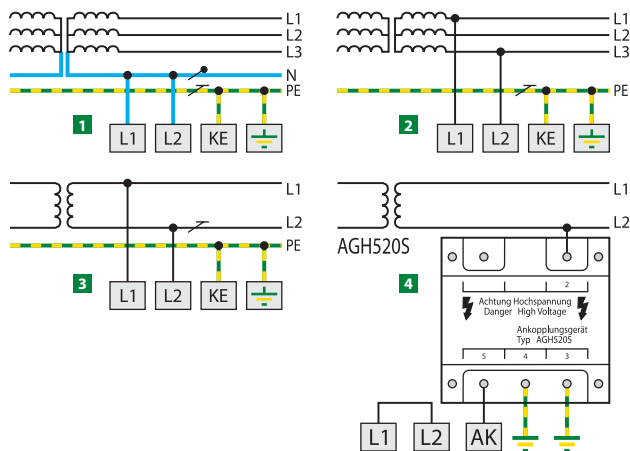 L1
L2
L3
N
PE
1
L1
L2
KE
L1
L2
L3
PE
2
L1
L2
KE
L1
L2
PE
3
L1
L2
KE
L1
L2
AGH520S
4
2
Achtung Hochspannung
Danger High Voltage
Ankopplungsgerät
Typ AGH520S
5 4 3
L1
L2
AK